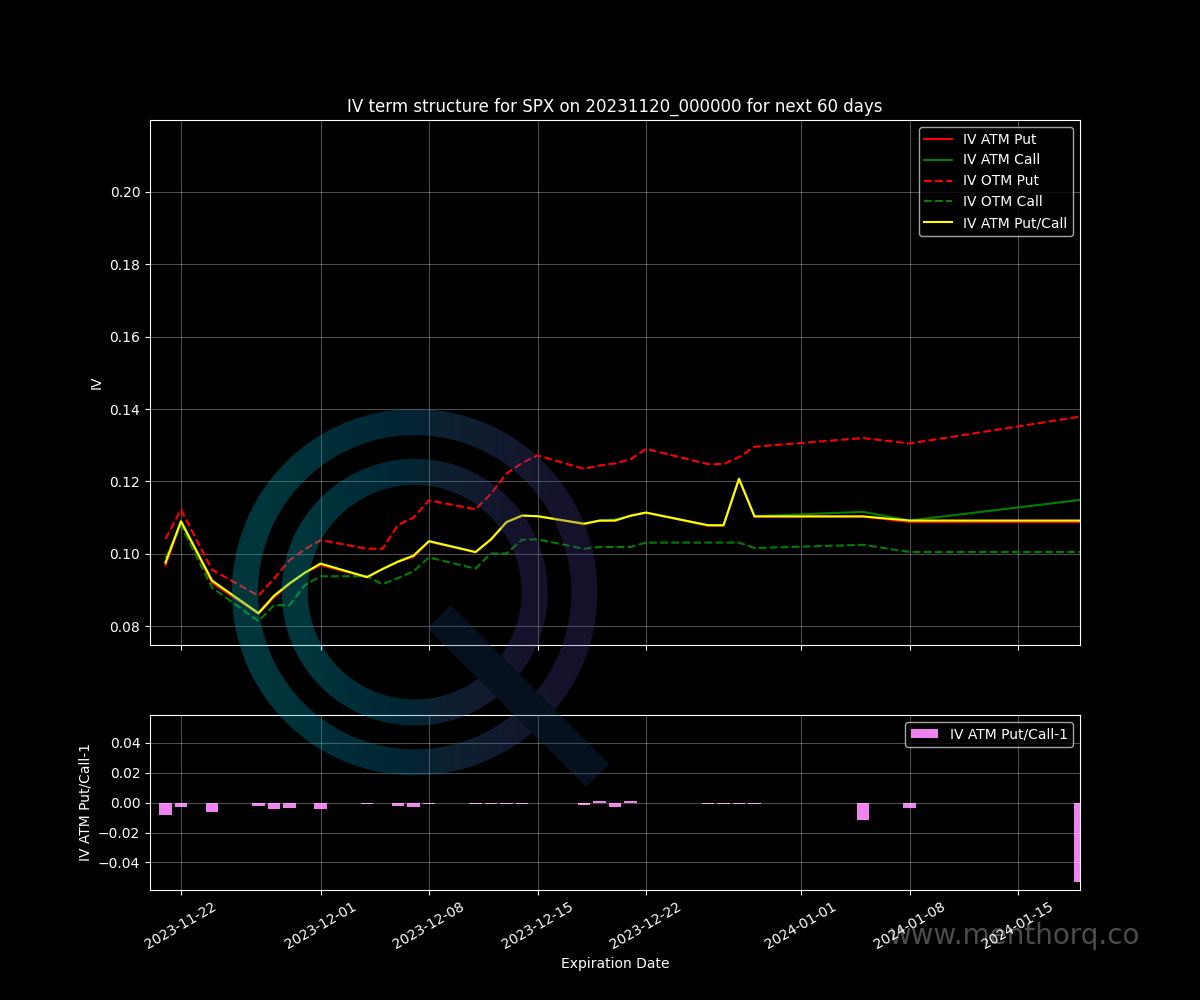 IV term structure for SPX on 20231120_000000 for next 60 days
IV ATM Put
IV ATM Call
IV OTM Put
IV OTM Call
IV ATM Put/Call
0.20
0.18
0.16
0.14
0.12
0.10
0.08
IV
IV ATM Put/Call-1
0.04
0.02
0.00
−0.02
−0.04
IV ATM Put/Call-1
2023-11-22
2023-12-01
2023-12-08
2023-12-15
2023-12-22
2024-01-01
2024-01-08
2024-01-15
www.menthorq.co
Expiration Date